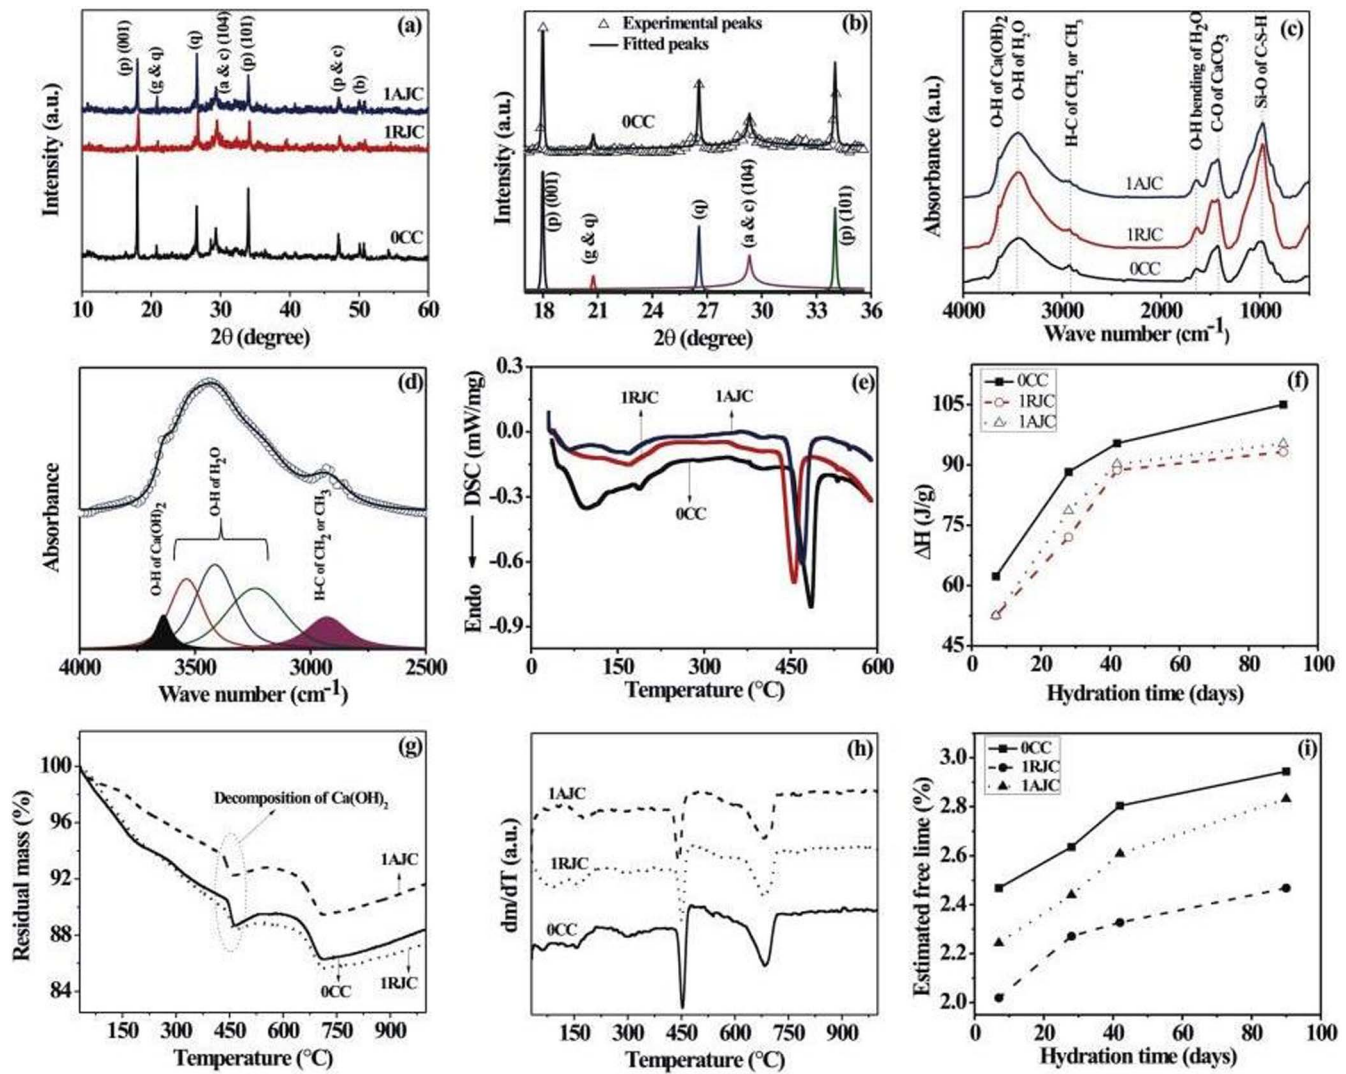 (a)
Intensity (a.u.)
(p) (001)
(g & q)
(q)
(a & c) (104)
(p) (101)
(p & c)
(b)
1AJC
1RJC
0CC
10 20 30 40 50 60
2θ (degree)
(b)
△ Experimental peaks
Fitted peaks
Intensity (a.u.)
0CC
(p) (001)
(g & q)
(q)
(a & c) (104)
(p) (101)
18 21 24 27 30 33 36
2θ (degree)
(c)
Absorbance (a.u.)
O-H of Ca(OH)2
O-H of H2O
H-C of CH2 or CH3
O-H bending of H2O
C-O of CaCO3
Si-O of C-S-H
1AJC
1RJC
0CC
4000 3000 2000 1000
Wave number (cm-1)
(d)
Absorbance
O-H of Ca(OH)2
O-H of H2O
H-C of CH2 or CH3
4000 3500 3000 2500
Wave number (cm-1)
(e)
Endo DSC (mW/mg)
0.3
0.0
-0.3
-0.6
-0.9
1RJC
1AJC
0CC
0 150 300 450 600
Temperature (°C)
(f)
0CC
1RJC
1AJC
ΔH (J/g)
105
90
75
60
45
0 20 40 60 80 100
Hydration time (days)
(g)
Residual mass (%)
100
96
92
88
84
Decomposition of Ca(OH)2
1AJC
0CC
1RJC
150 300 450 600 750 900
Temperature (°C)
(h)
dm/dT (a.u.)
1AJC
1RJC
0CC
150 300 450 600 750 900
Temperature (°C)
(i)
0CC
1RJC
1AJC
Estimated free lime (%)
3.0
2.8
2.6
2.4
2.2
2.0
0 20 40 60 80 100
Hydration time (days)